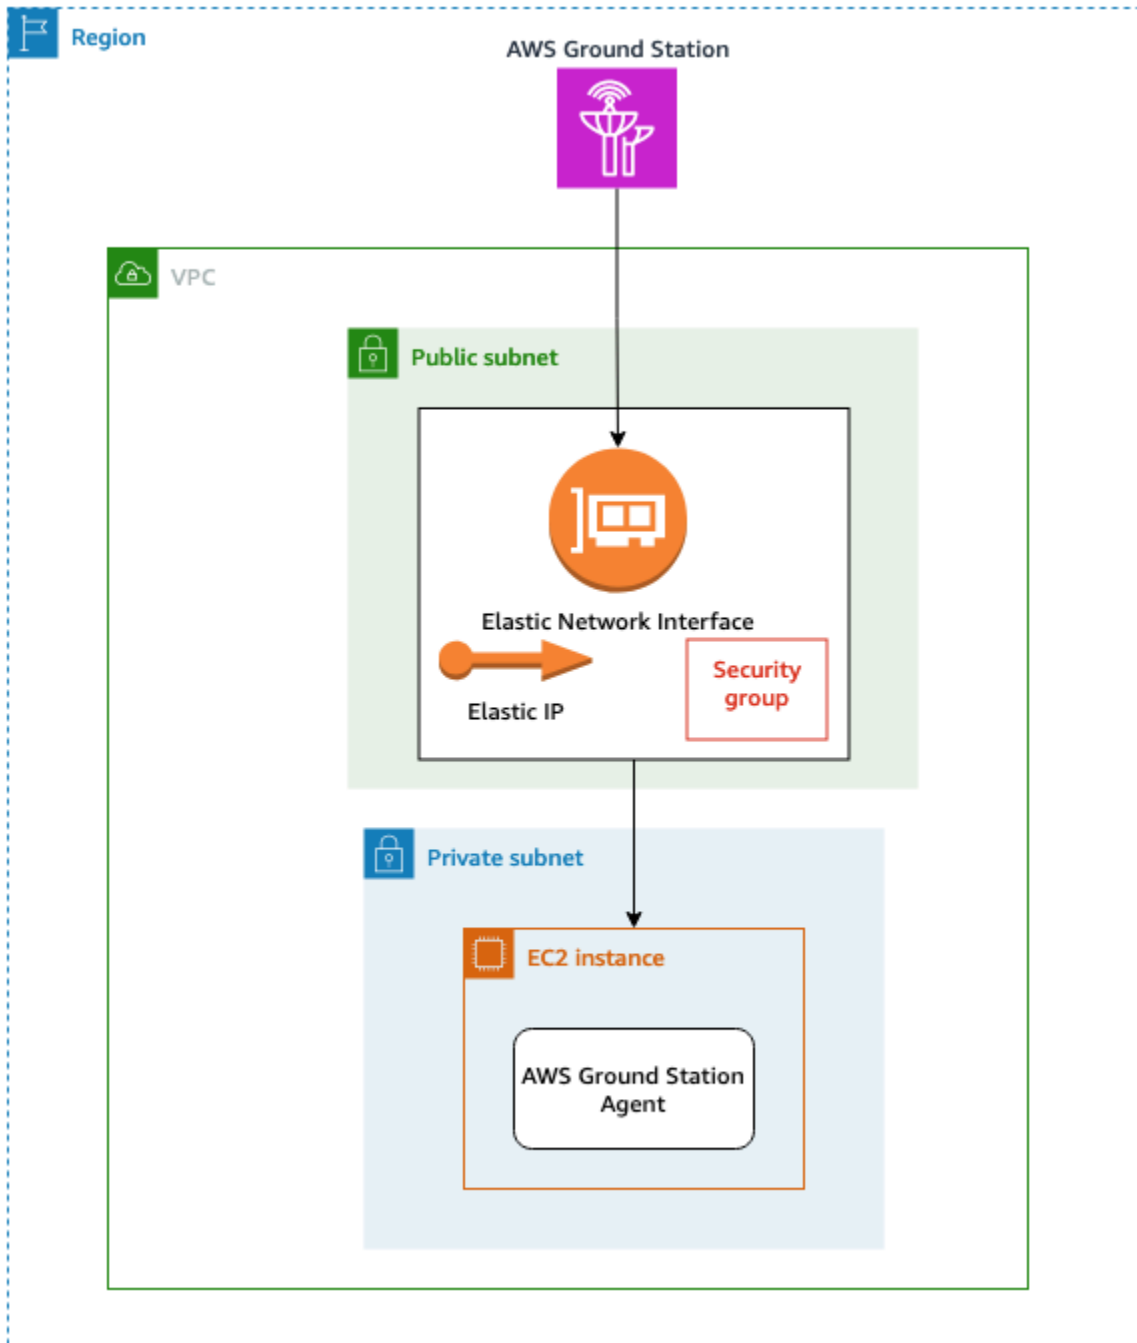 Region
AWS Ground Station
VPC
Public subnet
Elastic Network Interface
Elastic IP
Security
group
Private subnet
EC2 instance
AWS Ground Station
Agent